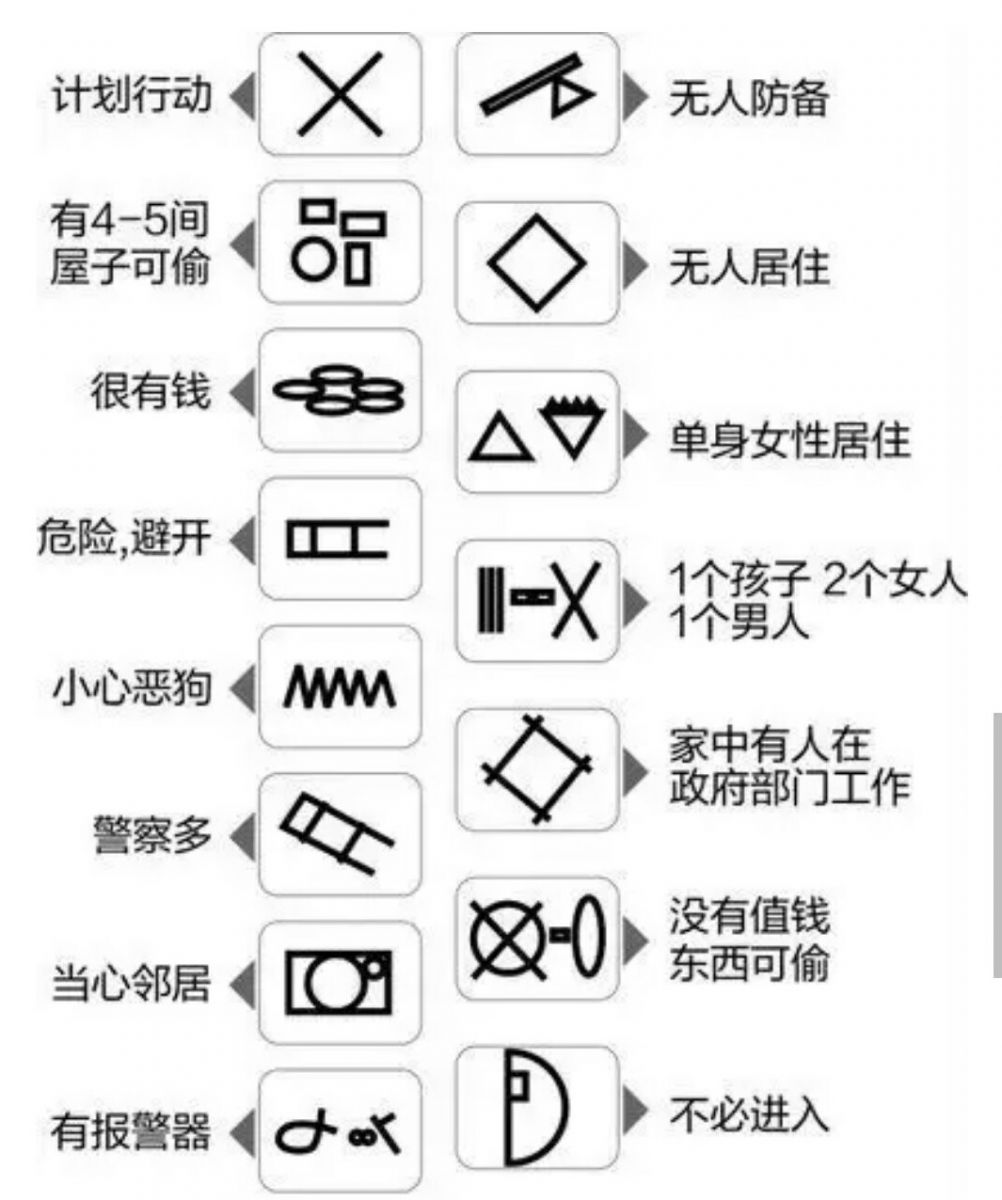 计划行动
有4-5间
屋子可偷
很有钱
危险,避开
小心恶狗
警察多
当心邻居
有报警器
无人防备
无人居住
单身女性居住
1个孩子 2个女人
1个男人
家中有人在
政府部门工作
没有值钱
东西可偷
不必进入